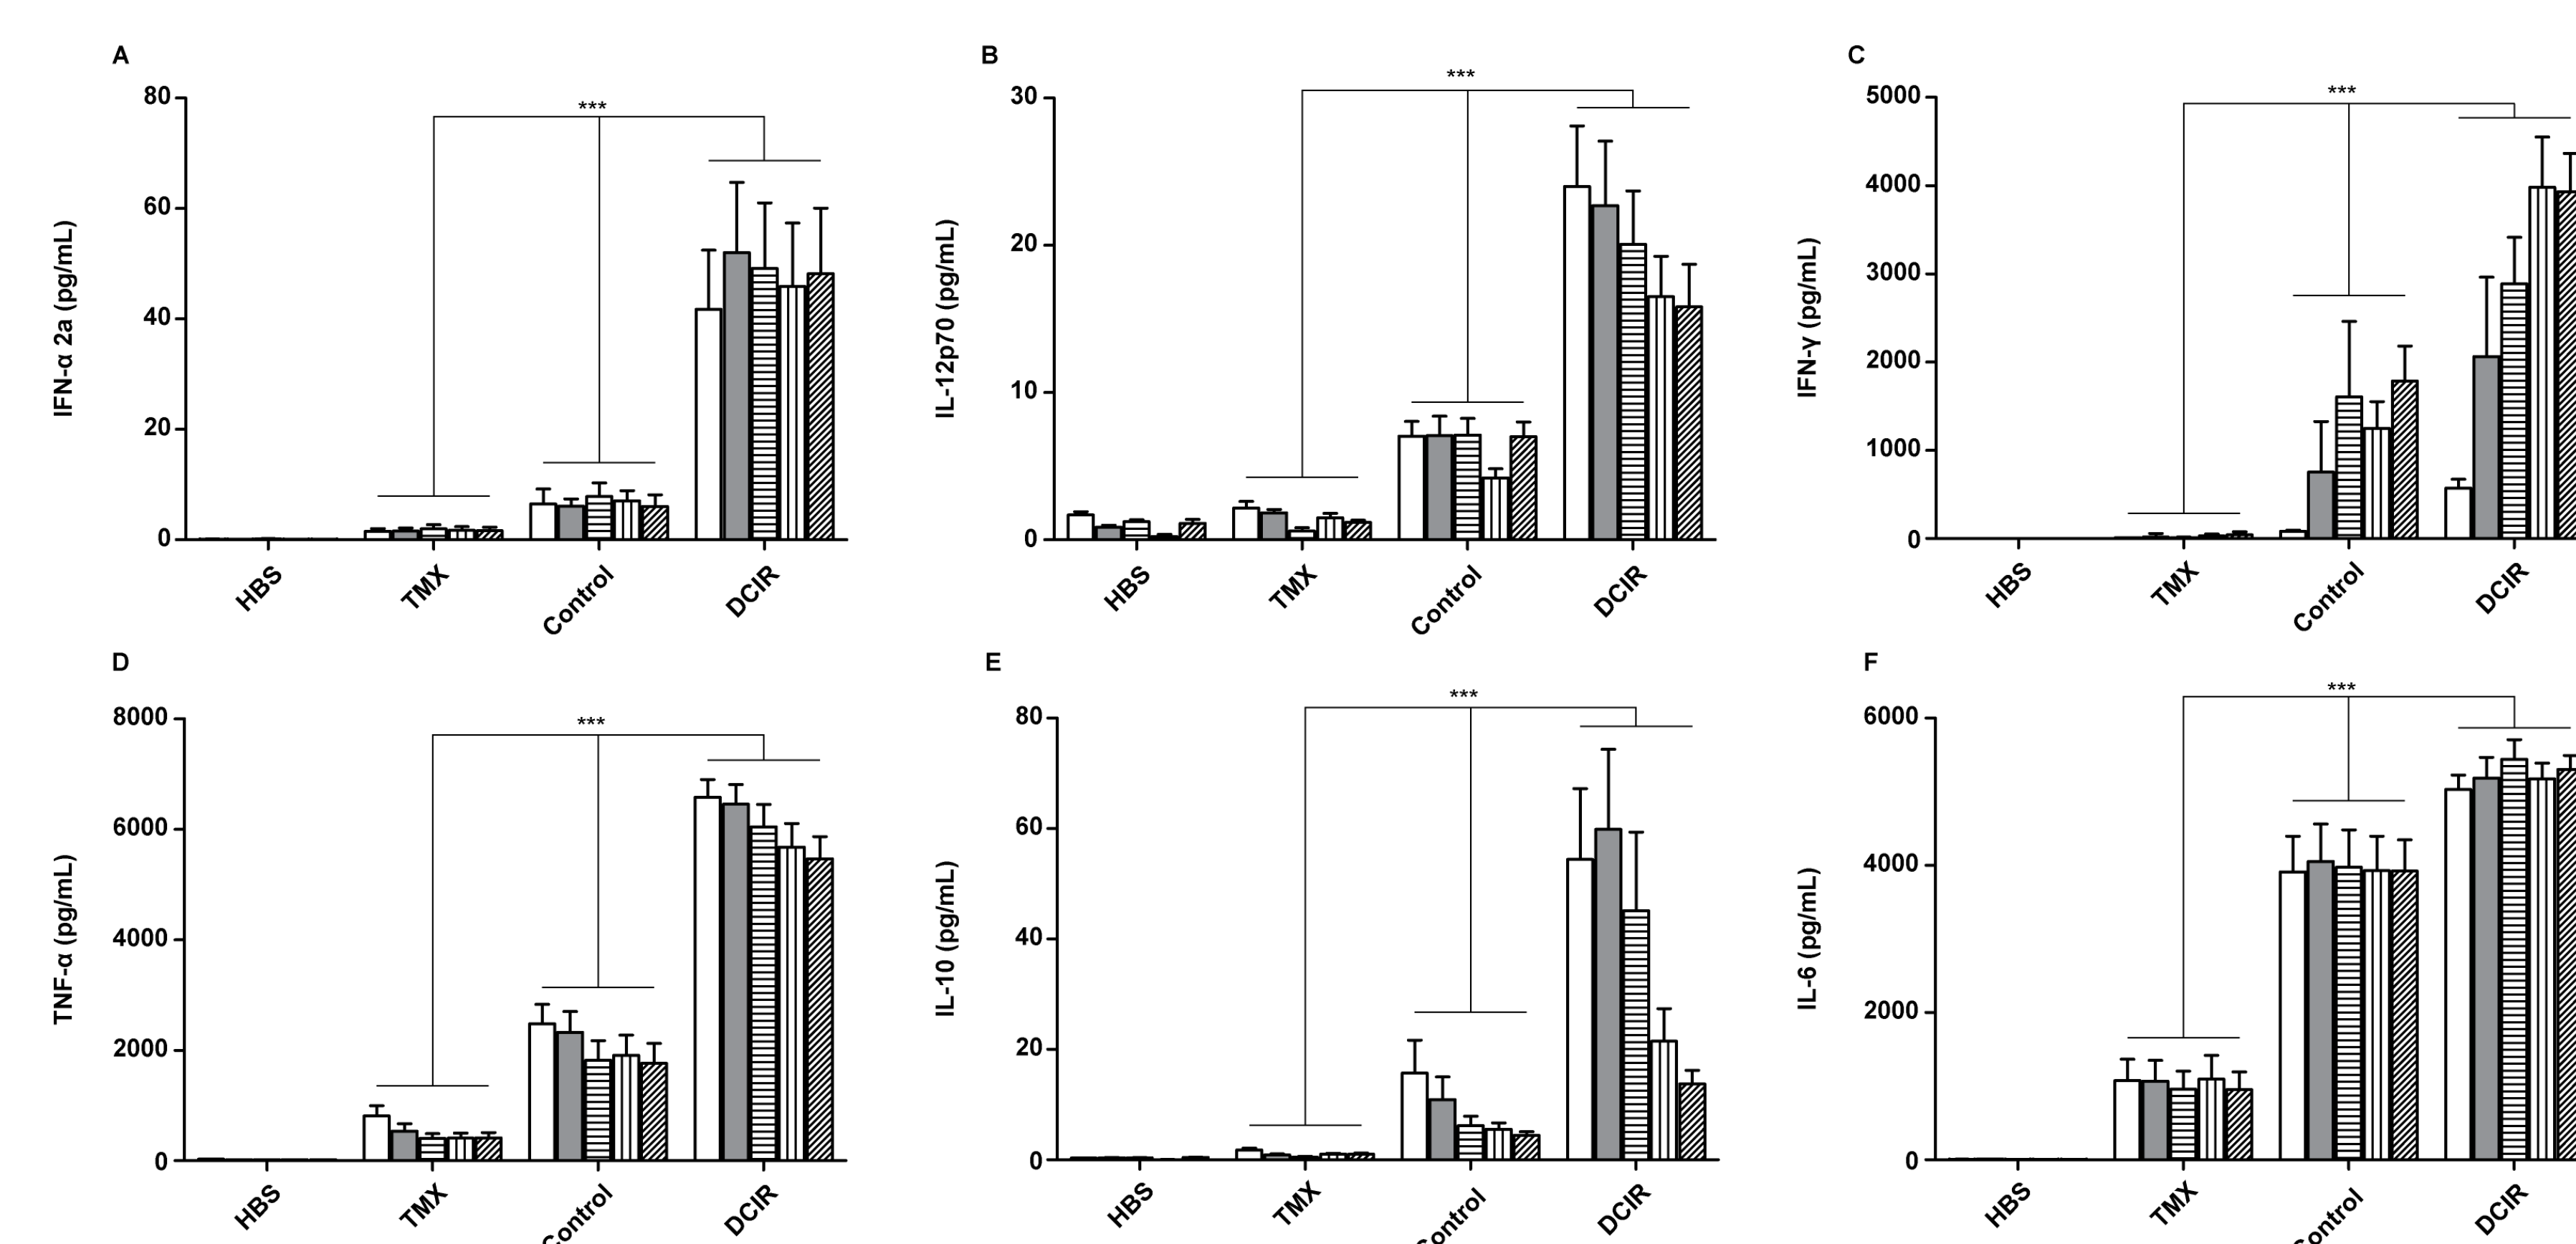 A
***
80
60
40
20
0
IFN-α 2a (pg/mL)
HBS
TMX
Control
DCIR
B
***
30
20
10
0
IL-12p70 (pg/mL)
HBS
TMX
Control
DCIR
C
***
5000
4000
3000
2000
1000
0
IFN-γ (pg/mL)
HBS
TMX
Control
DCIR
D
***
8000
6000
4000
2000
0
TNF-α (pg/mL)
HBS
TMX
Control
DCIR
E
***
80
60
40
20
0
IL-10 (pg/mL)
HBS
TMX
Control
DCIR
F
***
6000
4000
2000
0
IL-6 (pg/mL)
HBS
TMX
Control
DCIR